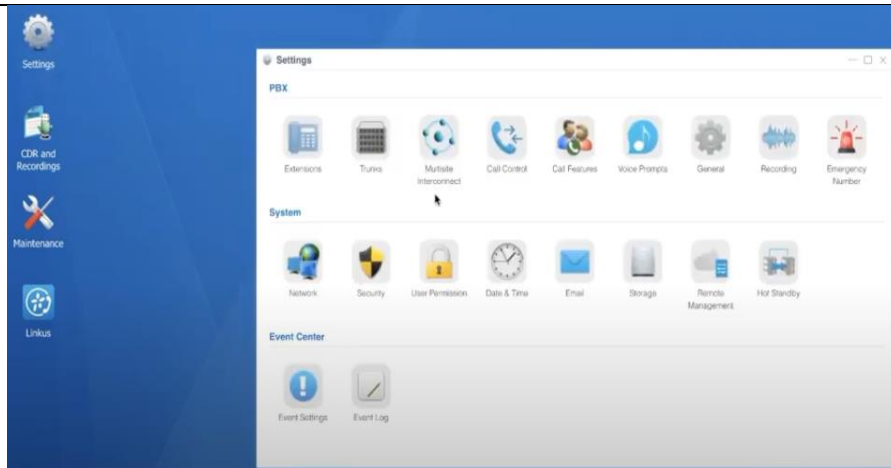 Settings
CDR and
Recordings
Maintenance
Linkus
Settings
PBX
Extensions
Trunks
Multisite
Interconnect
Call Control
Call Features
Voice Prompts
General
Recording
Emergency
Number
System
Network
Security
User Permission
Date & Time
Email
Storage
Remote
Management
Hot Standby
Event Center
Event Settings
Event Log